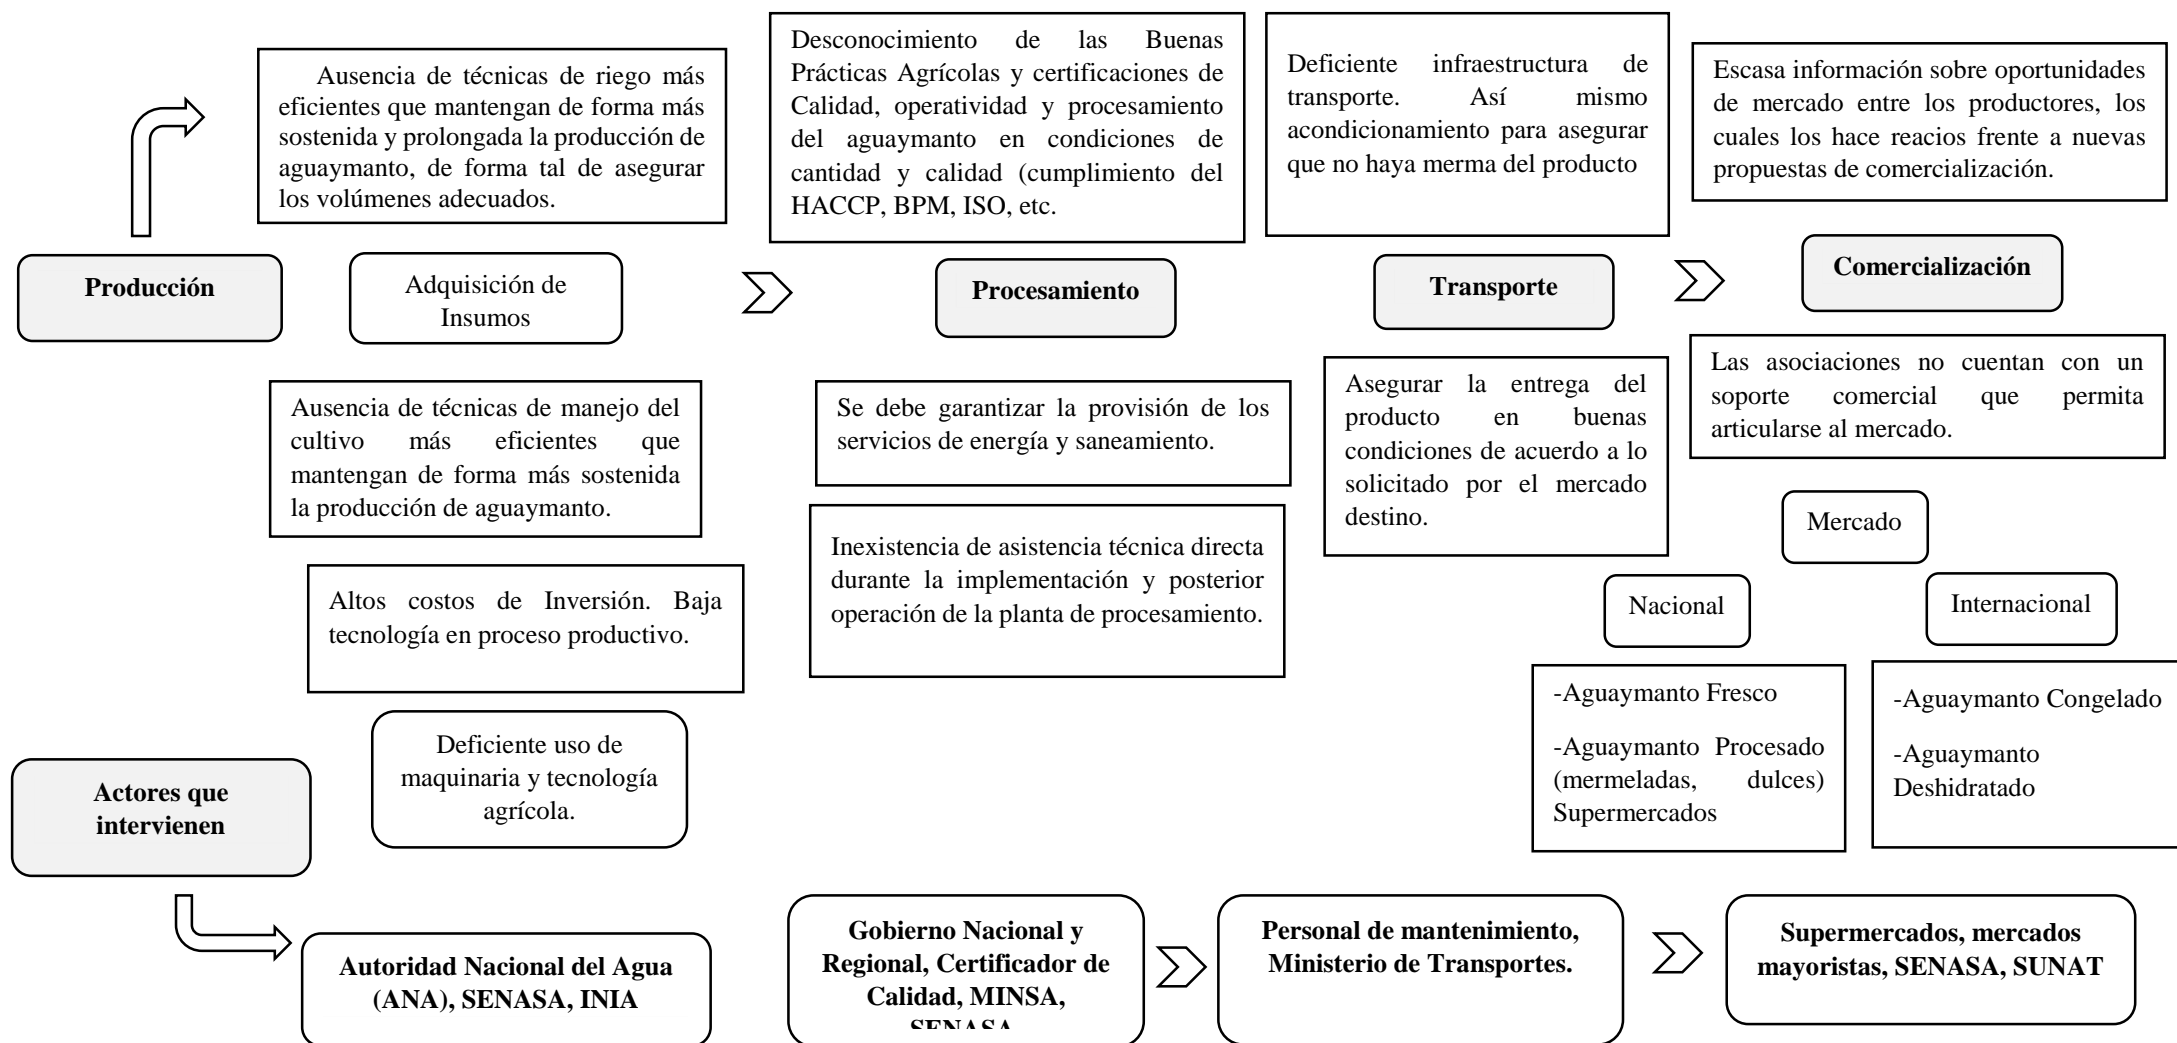 Ausencia de técnicas de riego más
eficientes que mantengan de forma más
sostenida y prolongada la producción de
aguaymanto, de forma tal de asegurar
los volúmenes adecuados.
Desconocimiento de las Buenas
Prácticas Agrícolas y certificaciones de
Calidad, operatividad y procesamiento
del aguaymanto en condiciones de
cantidad y calidad (cumplimiento del
HACCP, BPM, ISO, etc.
Deficiente infraestructura de
transporte. Así mismo
acondicionamiento para asegurar
que no haya merma del producto
Escasa información sobre oportunidades
de mercado entre los productores, los
cuales los hace reacios frente a nuevas
propuestas de comercialización.
Producción
Adquisición de
Insumos
Procesamiento
Transporte
Comercialización
Ausencia de técnicas de manejo del
cultivo más eficientes que
mantengan de forma más sostenida
la producción de aguaymanto.
Se debe garantizar la provisión de los
servicios de energía y saneamiento.
Asegurar la entrega del
producto en buenas
condiciones de acuerdo a lo
solicitado por el mercado
destino.
Las asociaciones no cuentan con un
soporte comercial que permita
articularse al mercado.
Mercado
Altos costos de Inversión. Baja
tecnología en proceso productivo.
Inexistencia de asistencia técnica directa
durante la implementación y posterior
operación de la planta de procesamiento.
Nacional
Internacional
-Aguaymanto Fresco
-Aguaymanto Procesado
(mermeladas, dulces)
Supermercados
-Aguaymanto Congelado
-Aguaymanto
Deshidratado
Deficiente uso de
maquinaria y tecnología
agrícola.
Actores que
intervienen
Autoridad Nacional del Agua
(ANA), SENASA, INIA
Gobierno Nacional y
Regional, Certificador de
Calidad, MINSA,
SENASA
Personal de mantenimiento,
Ministerio de Transportes.
Supermercados, mercados
mayoristas, SENASA, SUNAT